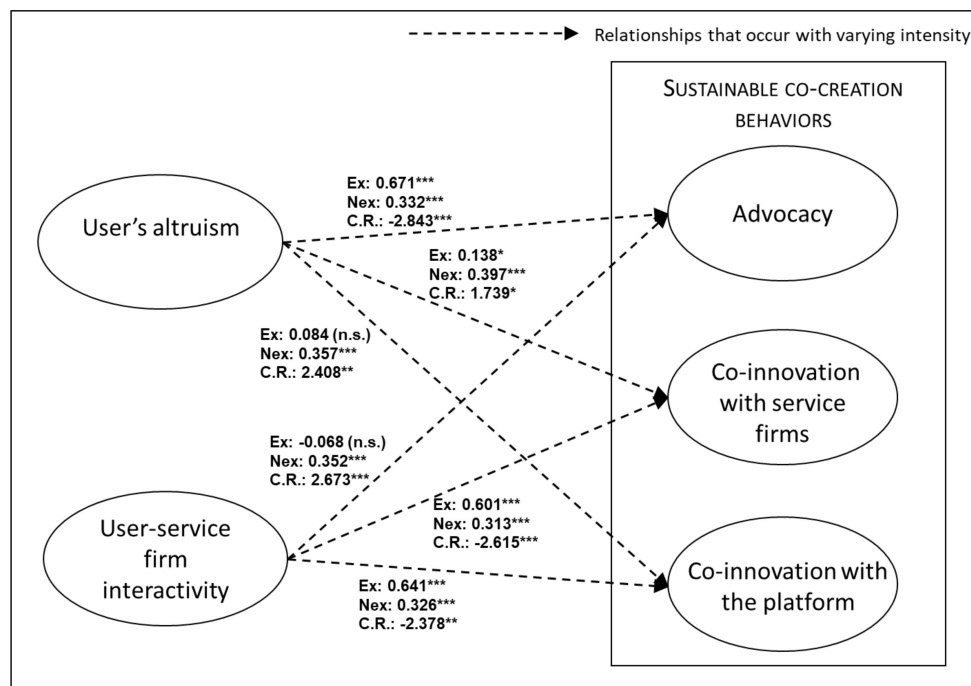 Relationships that occur with varying intensity
SUSTAINABLE CO-CREATION
BEHAVIORS
Ex: 0.671***
Nex: 0.332***
C.R.: -2.843***
User's altruism
Advocacy
Ex: 0.138*
Nex: 0.397***
C.R.: 1.739*
Ex: 0.084 (n.s.)
Nex: 0.357***
C.R.: 2.408**
Co-innovation
with service
firms
Ex: -0.068 (n.s.)
Nex: 0.352***
C.R.: 2.673***
User-service
firm
interactivity
Ex: 0.601***
Nex: 0.313***
C.R.: -2.615***
Ex: 0.641***
Nex: 0.326***
C.R.: -2.378**
Co-innovation with
the platform